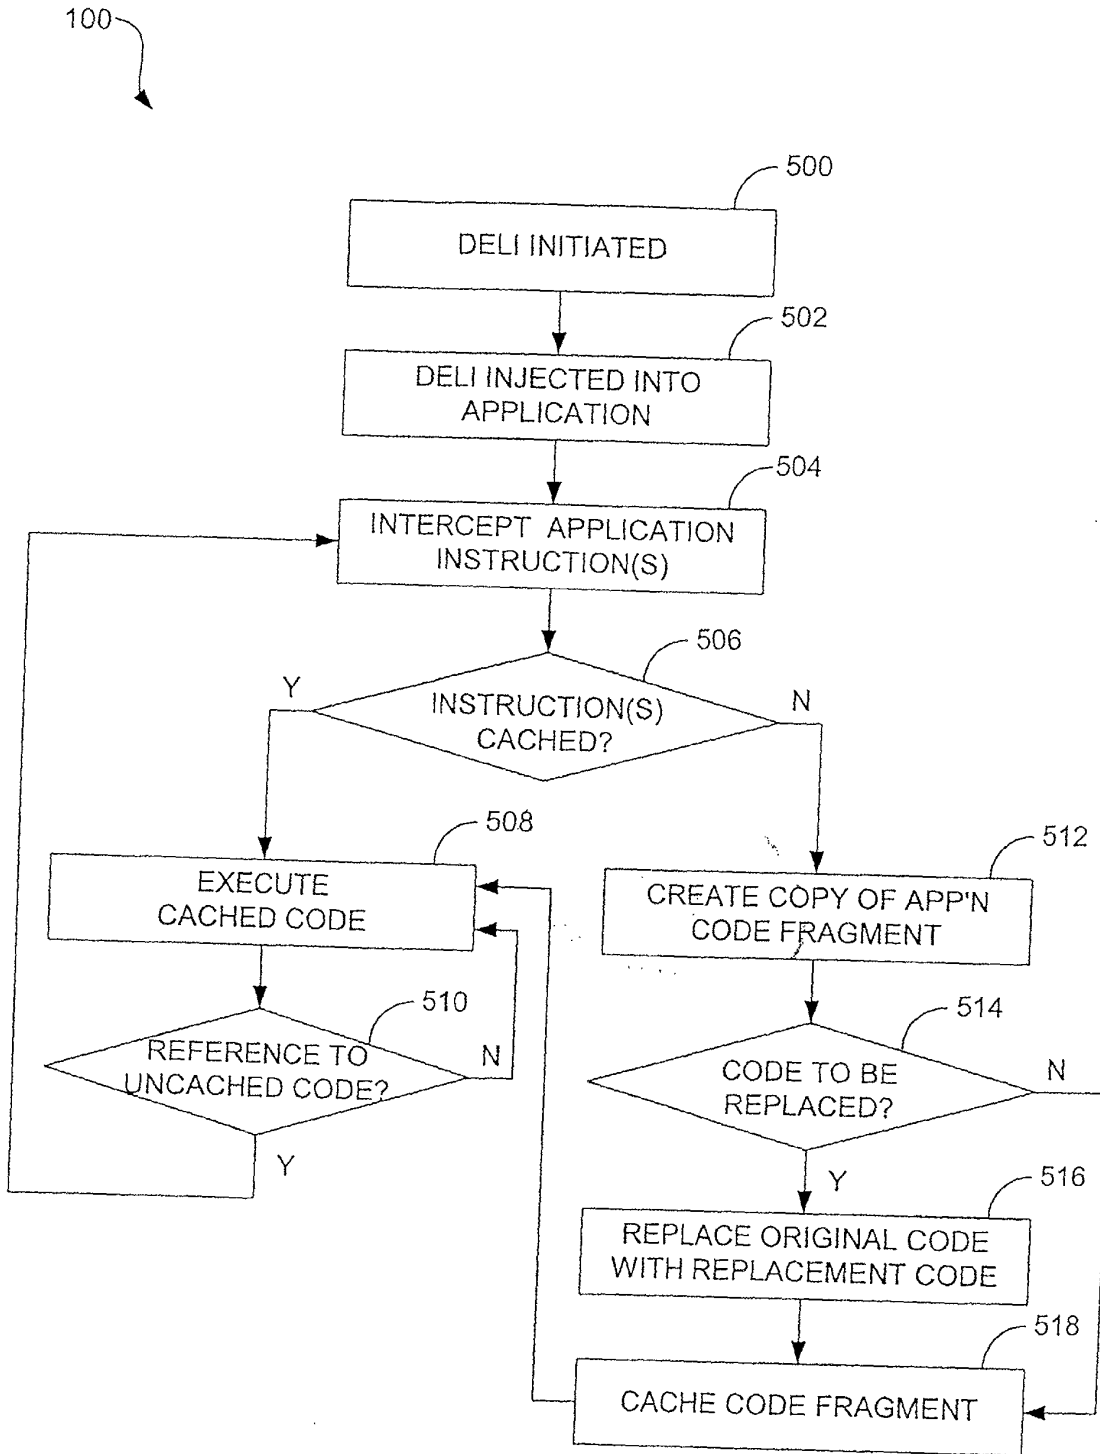 100
500
DELI INITIATED
502
DELI INJECTED INTO
APPLICATION
504
INTERCEPT APPLICATION
INSTRUCTION(S)
506
Y
INSTRUCTION(S)
CACHED?
N
508
EXECUTE
CACHED CODE
512
CREATE COPY OF APP'N
CODE FRAGMENT
510
REFERENCE TO
UNCACHED CODE?
N
Y
514
CODE TO BE
REPLACED?
N
Y
516
REPLACE ORIGINAL CODE
WITH REPLACEMENT CODE
518
CACHE CODE FRAGMENT